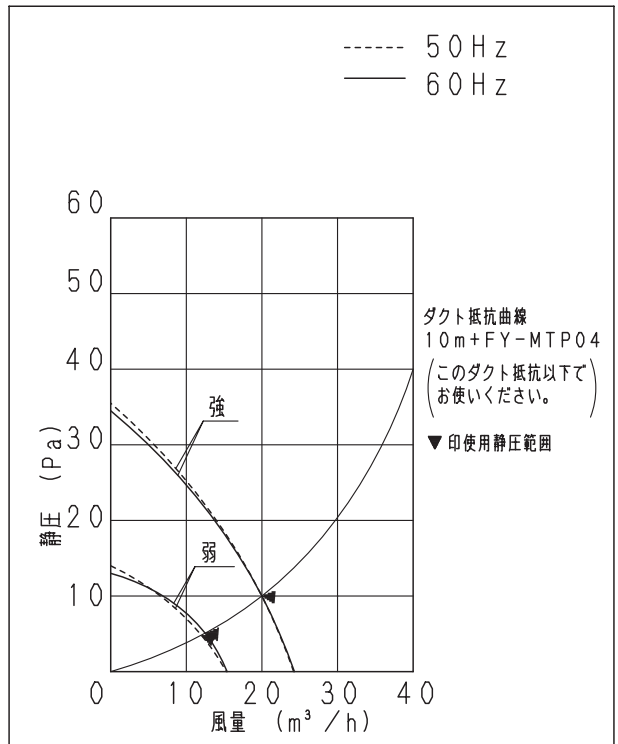 50Hz
60Hz
60
50
40
30
20
10
0
静圧 (Pa)
強
弱
ダクト抵抗曲線
10m+FY-MTP04
(このダクト抵抗以下で
お使いください。)
▼印使用静圧範囲
0 10 20 30 40
風量 (m³/h)